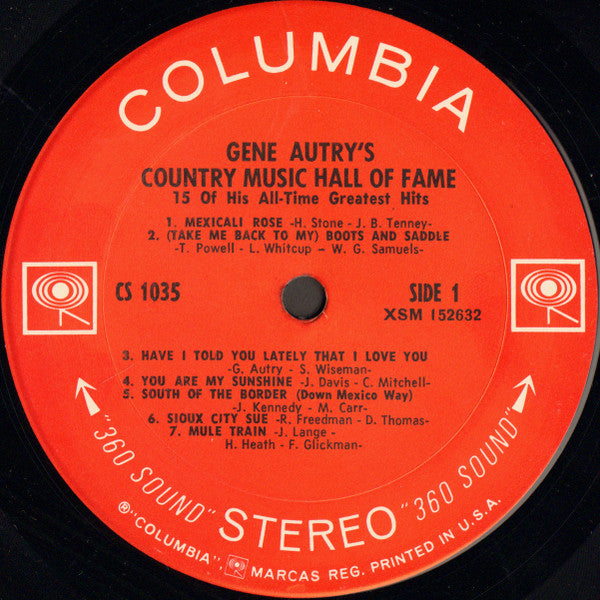 COLUMBIA
GENE AUTRY'S
COUNTRY MUSIC HALL OF FAME
15 Of His All-Time Greatest Hits
1. MEXICALI ROSE -H. Stone - J. B. Tenney-
2. (TAKE ME BACK TO MY) BOOTS AND SADDLE
-T. Powell - L. Whitcup - W. G. Samuels-
CS 1035
SIDE 1
XSM 152632
3. HAVE I TOLD YOU LATELY THAT I LOVE YOU
-G. Autry - S. Wiseman-
4. YOU ARE MY SUNSHINE -J. Davis - C. Mitchell-
5. SOUTH OF THE BORDER (Down Mexico Way)
-J. Kennedy - M. Carr-
6. SIOUX CITY SUE -R. Freedman - D. Thomas-
7. MULE TRAIN -J. Lange -
H. Heath - F. Glickman-
"360 SOUND" STEREO "360 SOUND"
®"COLUMBIA", MARCAS REG. PRINTED IN U.S.A.